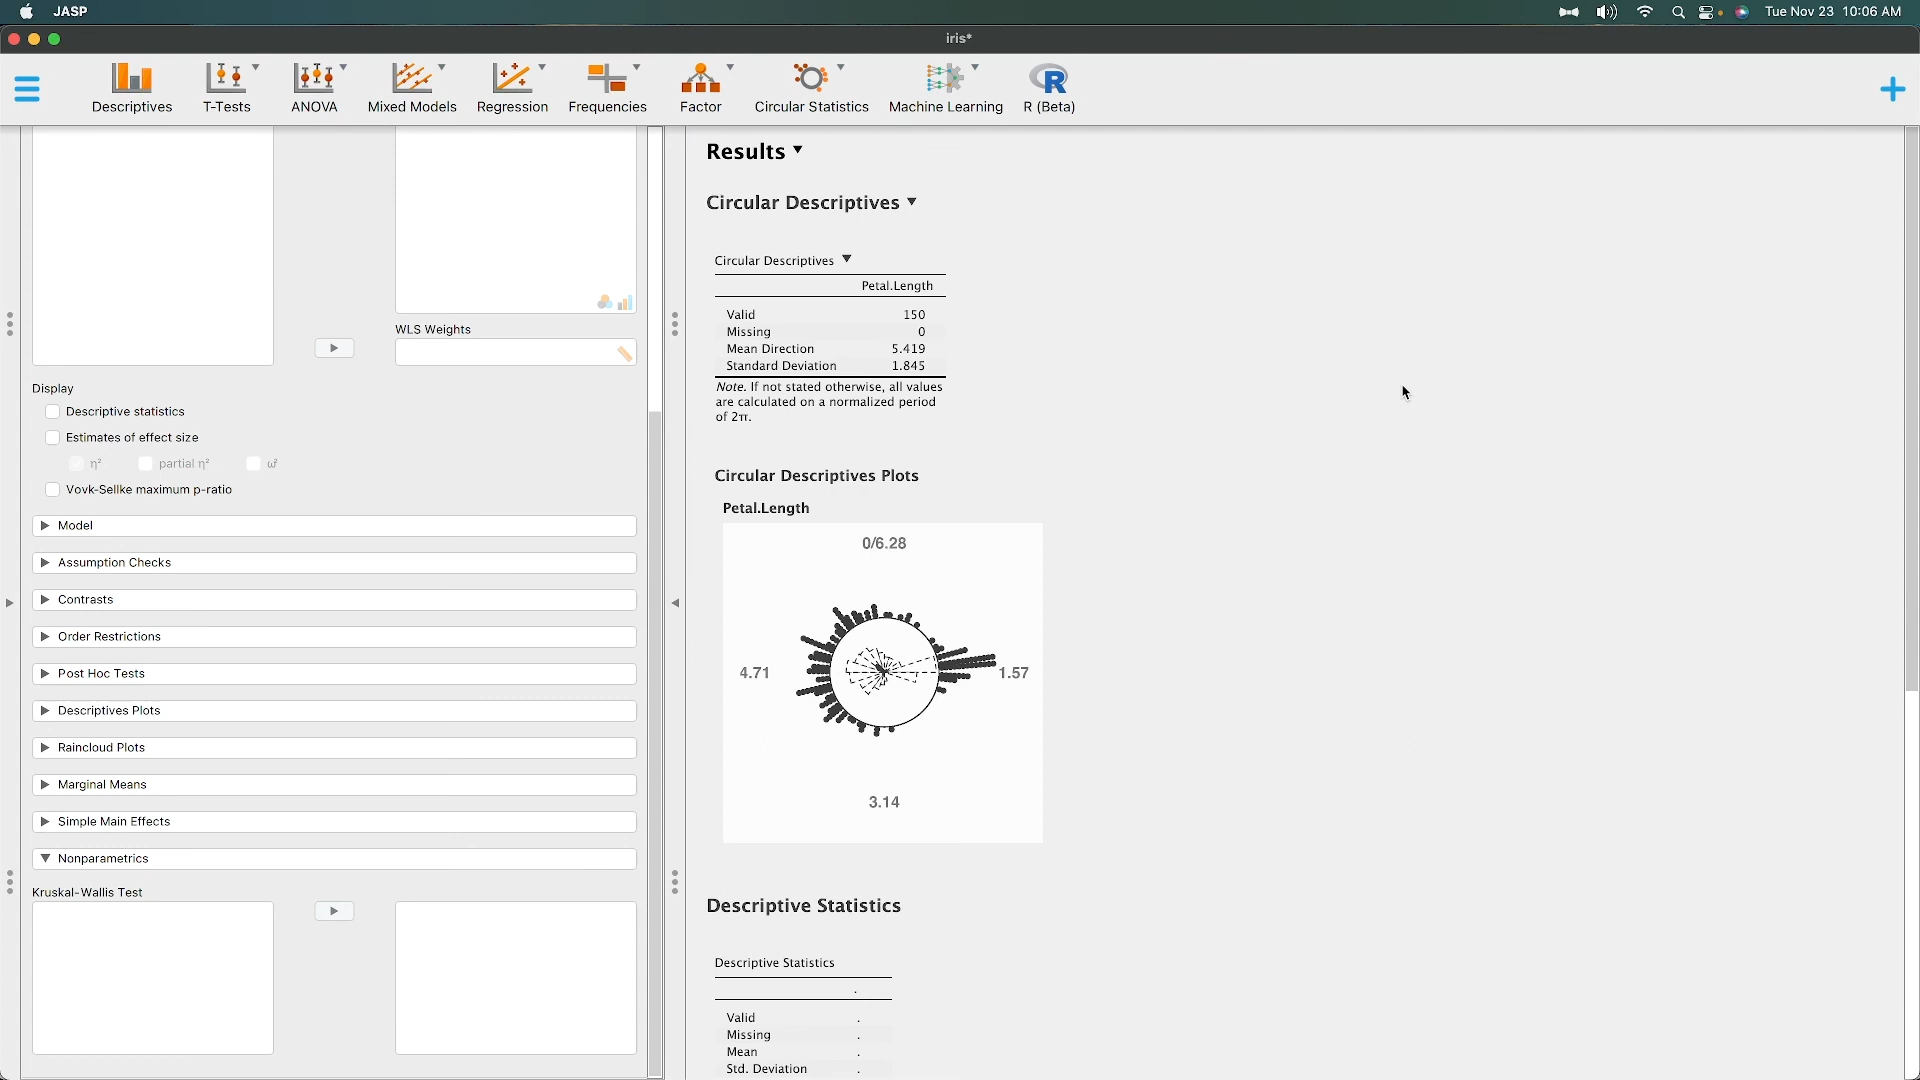 JASP
Tue Nov 23 10:06 AM
iris*
Descriptives
T-Tests
ANOVA
Mixed Models
Regression
Frequencies
Factor
Circular Statistics
Machine Learning
R (Beta)
WLS Weights
Display
Descriptive statistics
Estimates of effect size
η² partial η² ω²
Vovk-Sellke maximum p-ratio
Model
Assumption Checks
Contrasts
Order Restrictions
Post Hoc Tests
Descriptives Plots
Raincloud Plots
Marginal Means
Simple Main Effects
Nonparametrics
Kruskal-Wallis Test
Results
Circular Descriptives
Circular Descriptives
Petal.Length
Valid 150
Missing 0
Mean Direction 5.419
Standard Deviation 1.845
Note. If not stated otherwise, all values
are calculated on a normalized period
of 2π.
Circular Descriptives Plots
Petal.Length
0/6.28
4.71
1.57
3.14
Descriptive Statistics
Descriptive Statistics
.
Valid .
Missing .
Mean .
Std. Deviation .